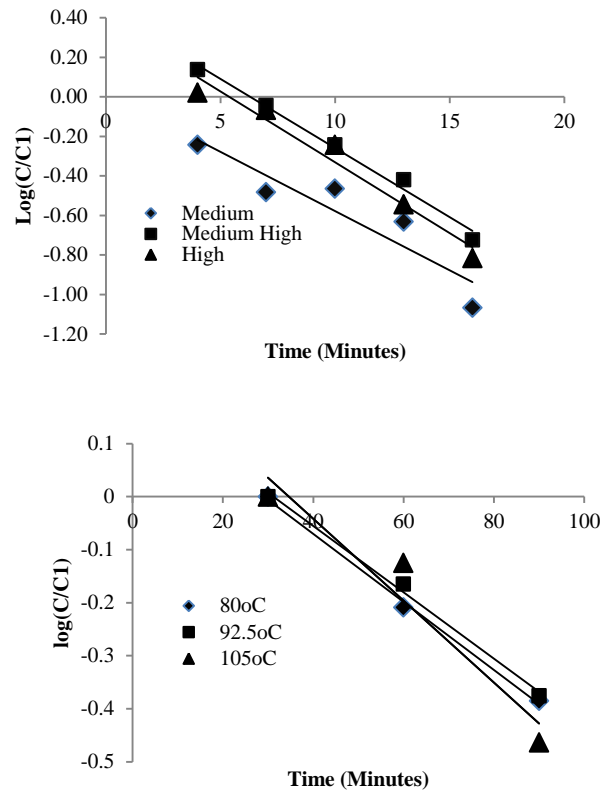 0.40
0.20
0.00
0 5 10 15 20
-0.20
-0.40
-0.60
-0.80
-1.00
-1.20
Log(C/C1)
Medium
Medium High
High
Time (Minutes)
0.1
0
0 20 40 60 80 100
-0.1
-0.2
-0.3
-0.4
-0.5
log(C/C1)
80oC
92.5oC
105oC
Time (Minutes)